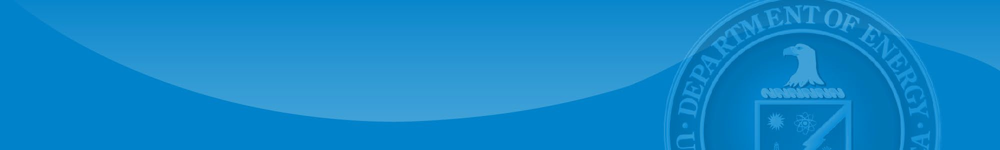 DEPARTMENT OF ENERGY